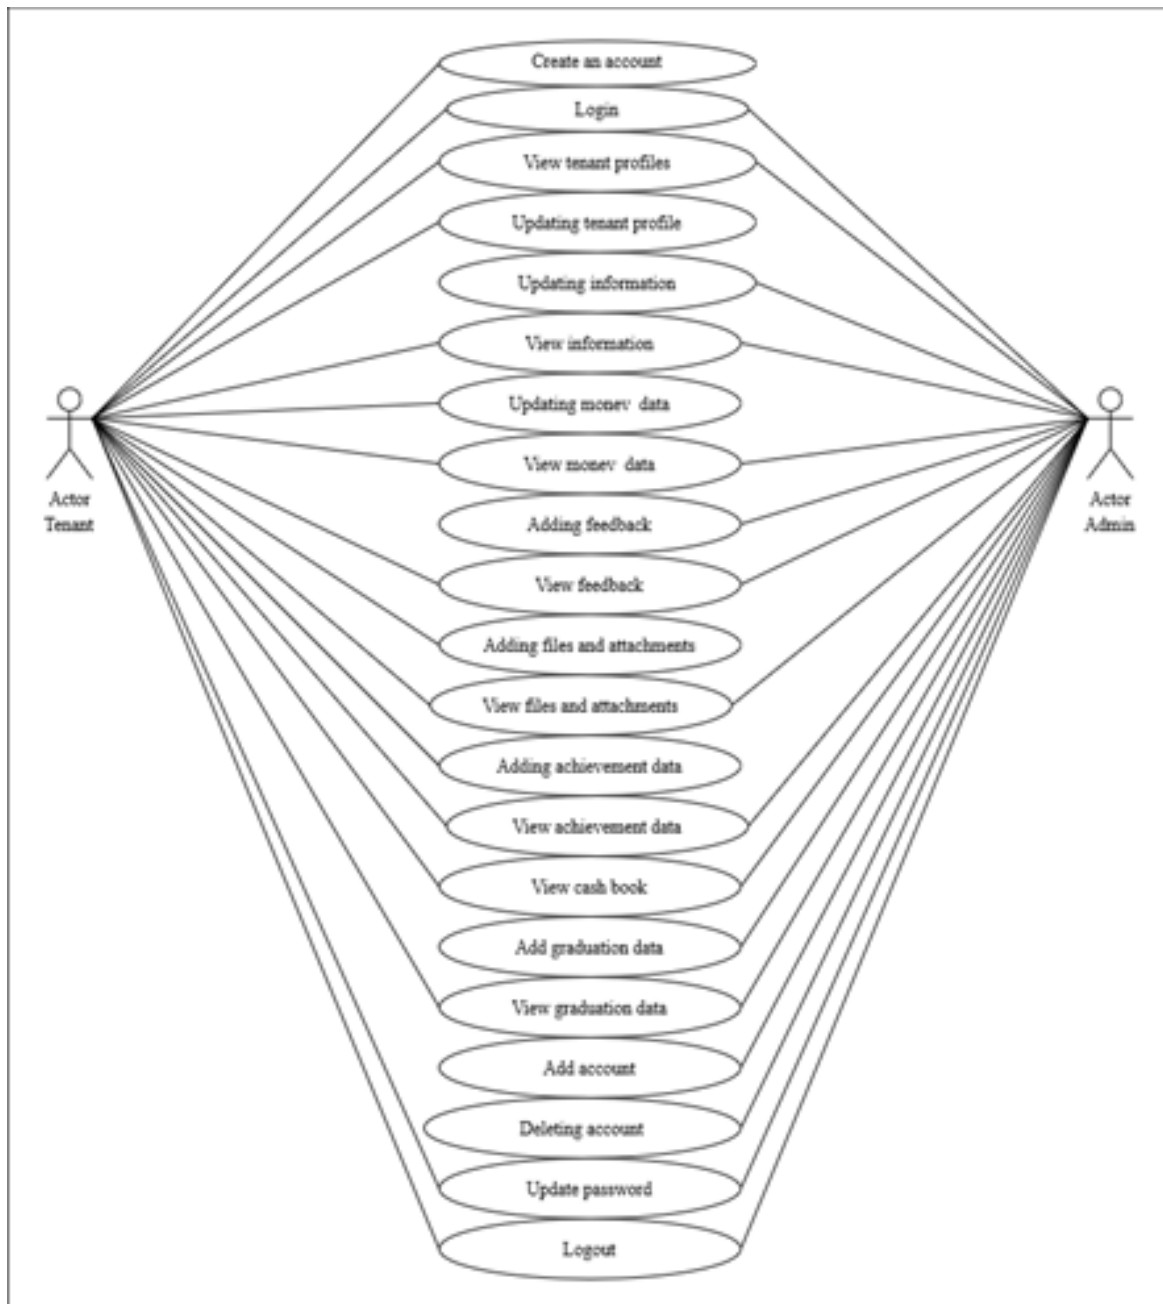 Create an account
Login
View tenant profiles
Updating tenant profile
Updating information
View information
Updating monev data
View monev data
Adding feedback
View feedback
Adding files and attachments
View files and attachments
Adding achievement data
View achievement data
View cash book
Add graduation data
View graduation data
Add account
Deleting account
Update password
Logout
Actor
Tenant
Actor
Admin